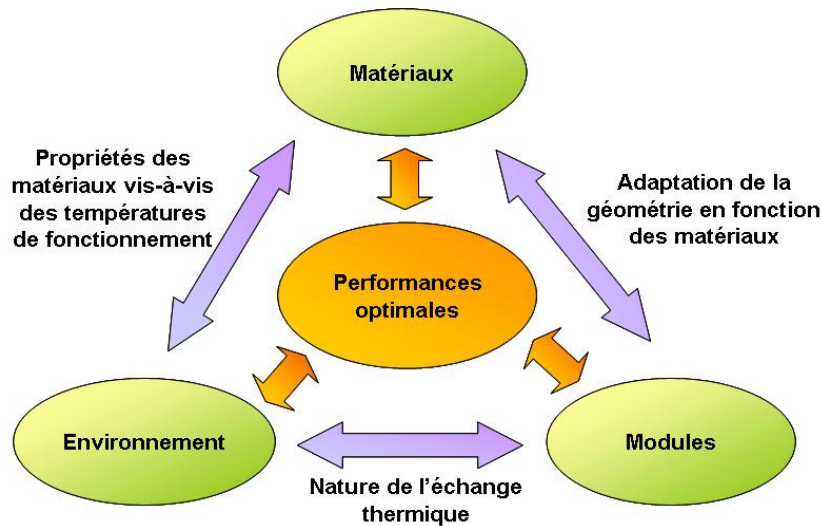 Matériaux
Propriétés des
matériaux vis-à-vis
des températures
de fonctionnement
Adaptation de la
géométrie en fonction
des matériaux
Performances
optimales
Environnement
Modules
Nature de l'échange
thermique